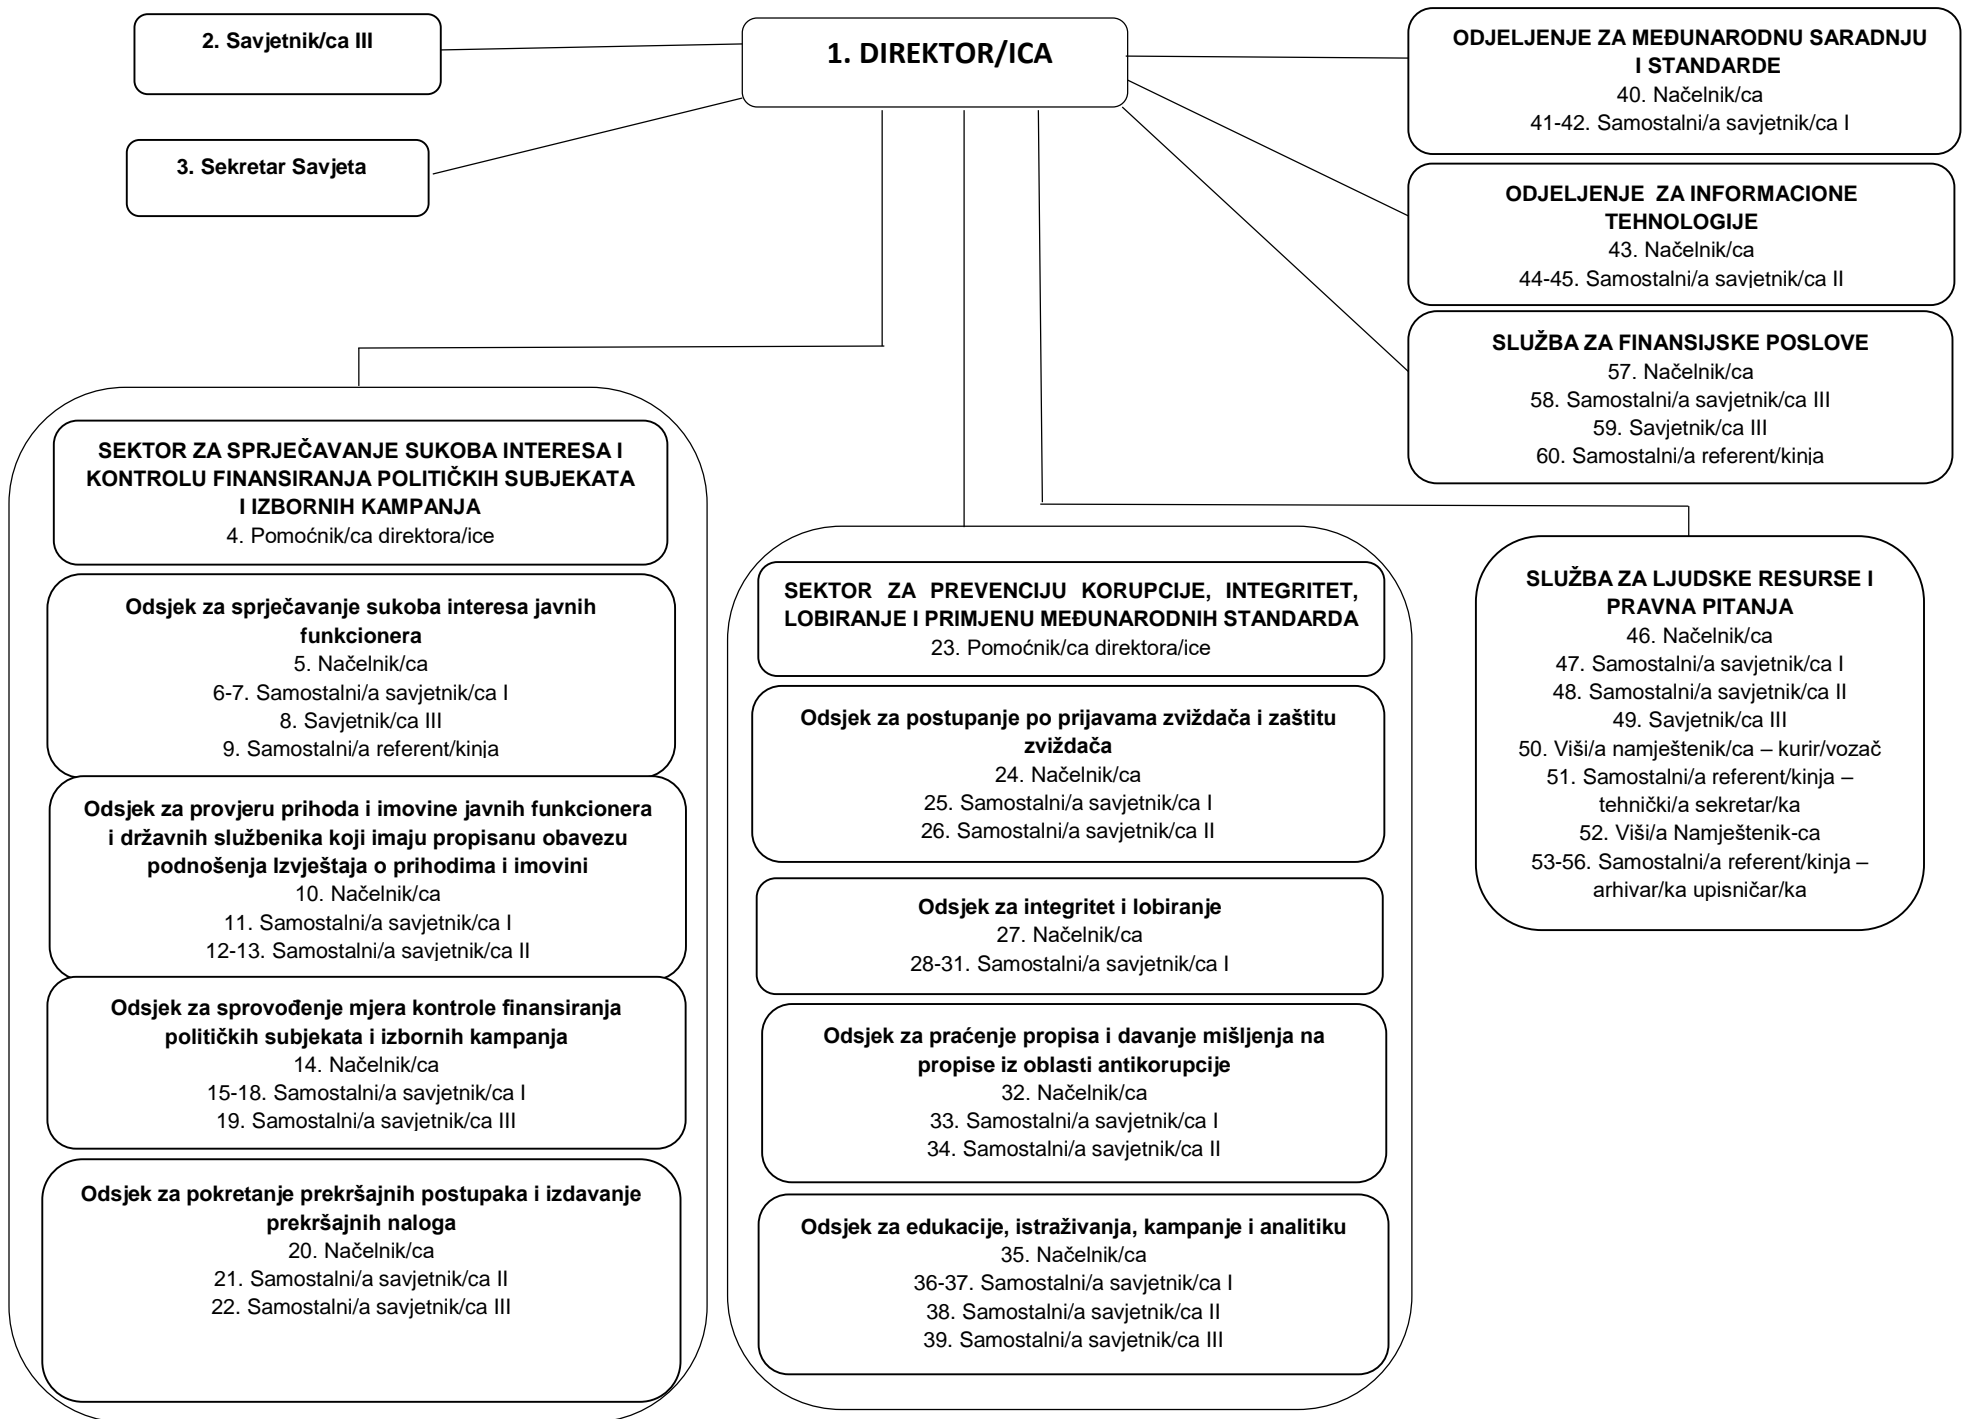 1. DIREKTOR/ICA
2. Savjetnik/ca III
3. Sekretar Savjeta
ODJELJENJE ZA MEĐUNARODNU SARADNJU
I STANDARDE
40. Načelnik/ca
41-42. Samostalni/a savjetnik/ca I
ODJELJENJE ZA INFORMACIONE
TEHNOLOGIJE
43. Načelnik/ca
44-45. Samostalni/a savjetnik/ca II
SLUŽBA ZA FINANSIJSKE POSLOVE
57. Načelnik/ca
58. Samostalni/a savjetnik/ca III
59. Savjetnik/ca III
60. Samostalni/a referent/kinja
SEKTOR ZA SPRJEČAVANJE SUKOBA INTERESA I
KONTROLU FINANSIRANJA POLITIČKIH SUBJEKATA
I IZBORNIH KAMPANJA
4. Pomoćnik/ca direktora/ice
Odsjek za sprječavanje sukoba interesa javnih
funkcionera
5. Načelnik/ca
6-7. Samostalni/a savjetnik/ca I
8. Savjetnik/ca III
9. Samostalni/a referent/kinja
Odsjek za provjeru prihoda i imovine javnih funkcionera
i državnih službenika koji imaju propisanu obavezu
podnošenja Izvještaja o prihodima i imovini
10. Načelnik/ca
11. Samostalni/a savjetnik/ca I
12-13. Samostalni/a savjetnik/ca II
Odsjek za sprovođenje mjera kontrole finansiranja
političkih subjekata i izbornih kampanja
14. Načelnik/ca
15-18. Samostalni/a savjetnik/ca I
19. Samostalni/a savjetnik/ca III
Odsjek za pokretanje prekršajnih postupaka i izdavanje
prekršajnih naloga
20. Načelnik/ca
21. Samostalni/a savjetnik/ca II
22. Samostalni/a savjetnik/ca III
SEKTOR ZA PREVENCIJU KORUPCIJE, INTEGRITET,
LOBIRANJE I PRIMJENU MEĐUNARODNIH STANDARDA
23. Pomoćnik/ca direktora/ice
Odsjek za postupanje po prijavama zviždača i zaštitu
zviždača
24. Načelnik/ca
25. Samostalni/a savjetnik/ca I
26. Samostalni/a savjetnik/ca II
Odsjek za integritet i lobiranje
27. Načelnik/ca
28-31. Samostalni/a savjetnik/ca I
Odsjek za praćenje propisa i davanje mišljenja na
propise iz oblasti antikorupcije
32. Načelnik/ca
33. Samostalni/a savjetnik/ca I
34. Samostalni/a savjetnik/ca II
Odsjek za edukacije, istraživanja, kampanje i analitiku
35. Načelnik/ca
36-37. Samostalni/a savjetnik/ca I
38. Samostalni/a savjetnik/ca II
39. Samostalni/a savjetnik/ca III
SLUŽBA ZA LJUDSKE RESURSE I
PRAVNA PITANJA
46. Načelnik/ca
47. Samostalni/a savjetnik/ca I
48. Samostalni/a savjetnik/ca II
49. Savjetnik/ca III
50. Viši/a namještenik/ca – kurir/vozač
51. Samostalni/a referent/kinja –
tehnički/a sekretar/ka
52. Viši/a Namještenik-ca
53-56. Samostalni/a referent/kinja –
arhivar/ka upisničar/ka